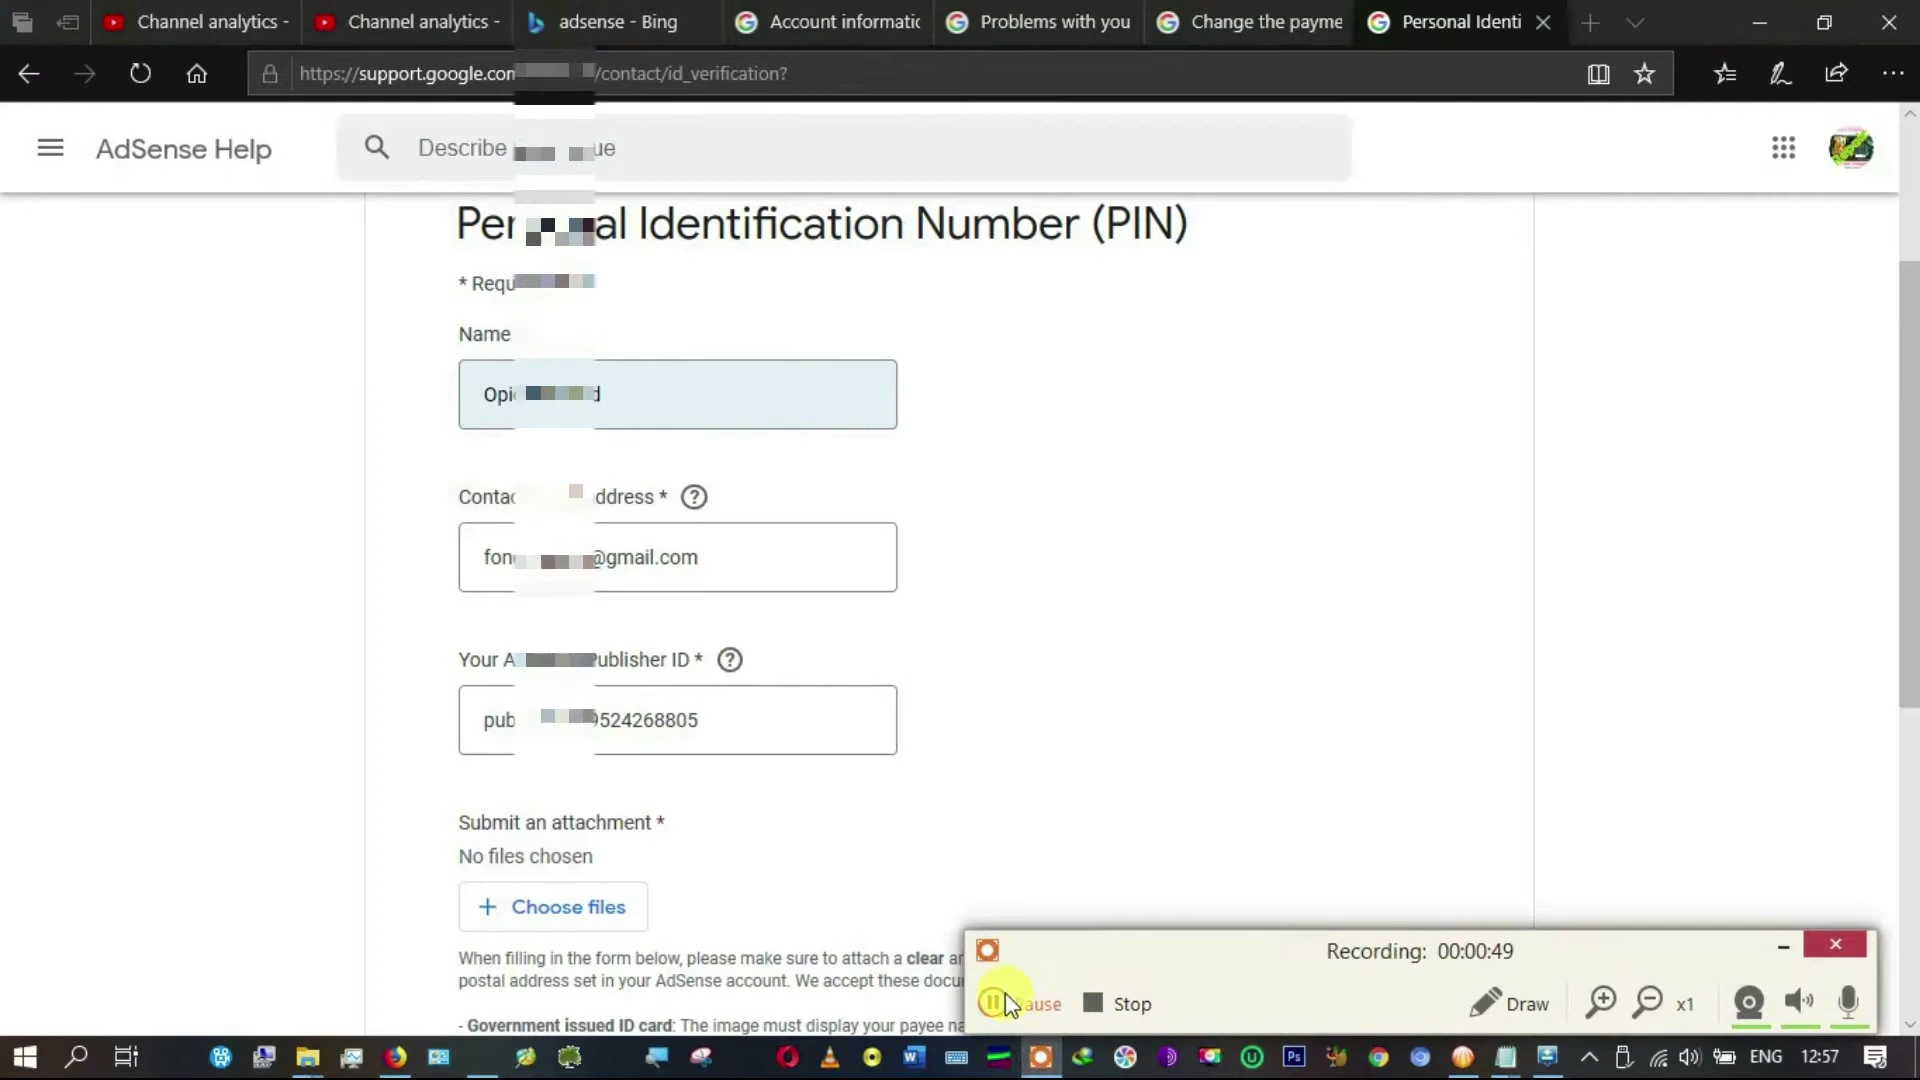 Channel analytics -
Channel analytics -
adsense - Bing
Account informatic
Problems with you
Change the payme
Personal Identi
https://support.google.com /contact/id_verification?
AdSense Help
Describe ue
Per al Identification Number (PIN)
* Requ
Name
Opi d
Contac ddress *
fon @gmail.com
Your A Publisher ID *
pub 9524268805
Submit an attachment *
No files chosen
+ Choose files
When filling in the form below, please make sure to attach a clear a
postal address set in your AdSense account. We accept these docu
- Government issued ID card: The image must display your payee na
Recording: 00:00:49
ause
Stop
Draw
x1
ENG
12:57